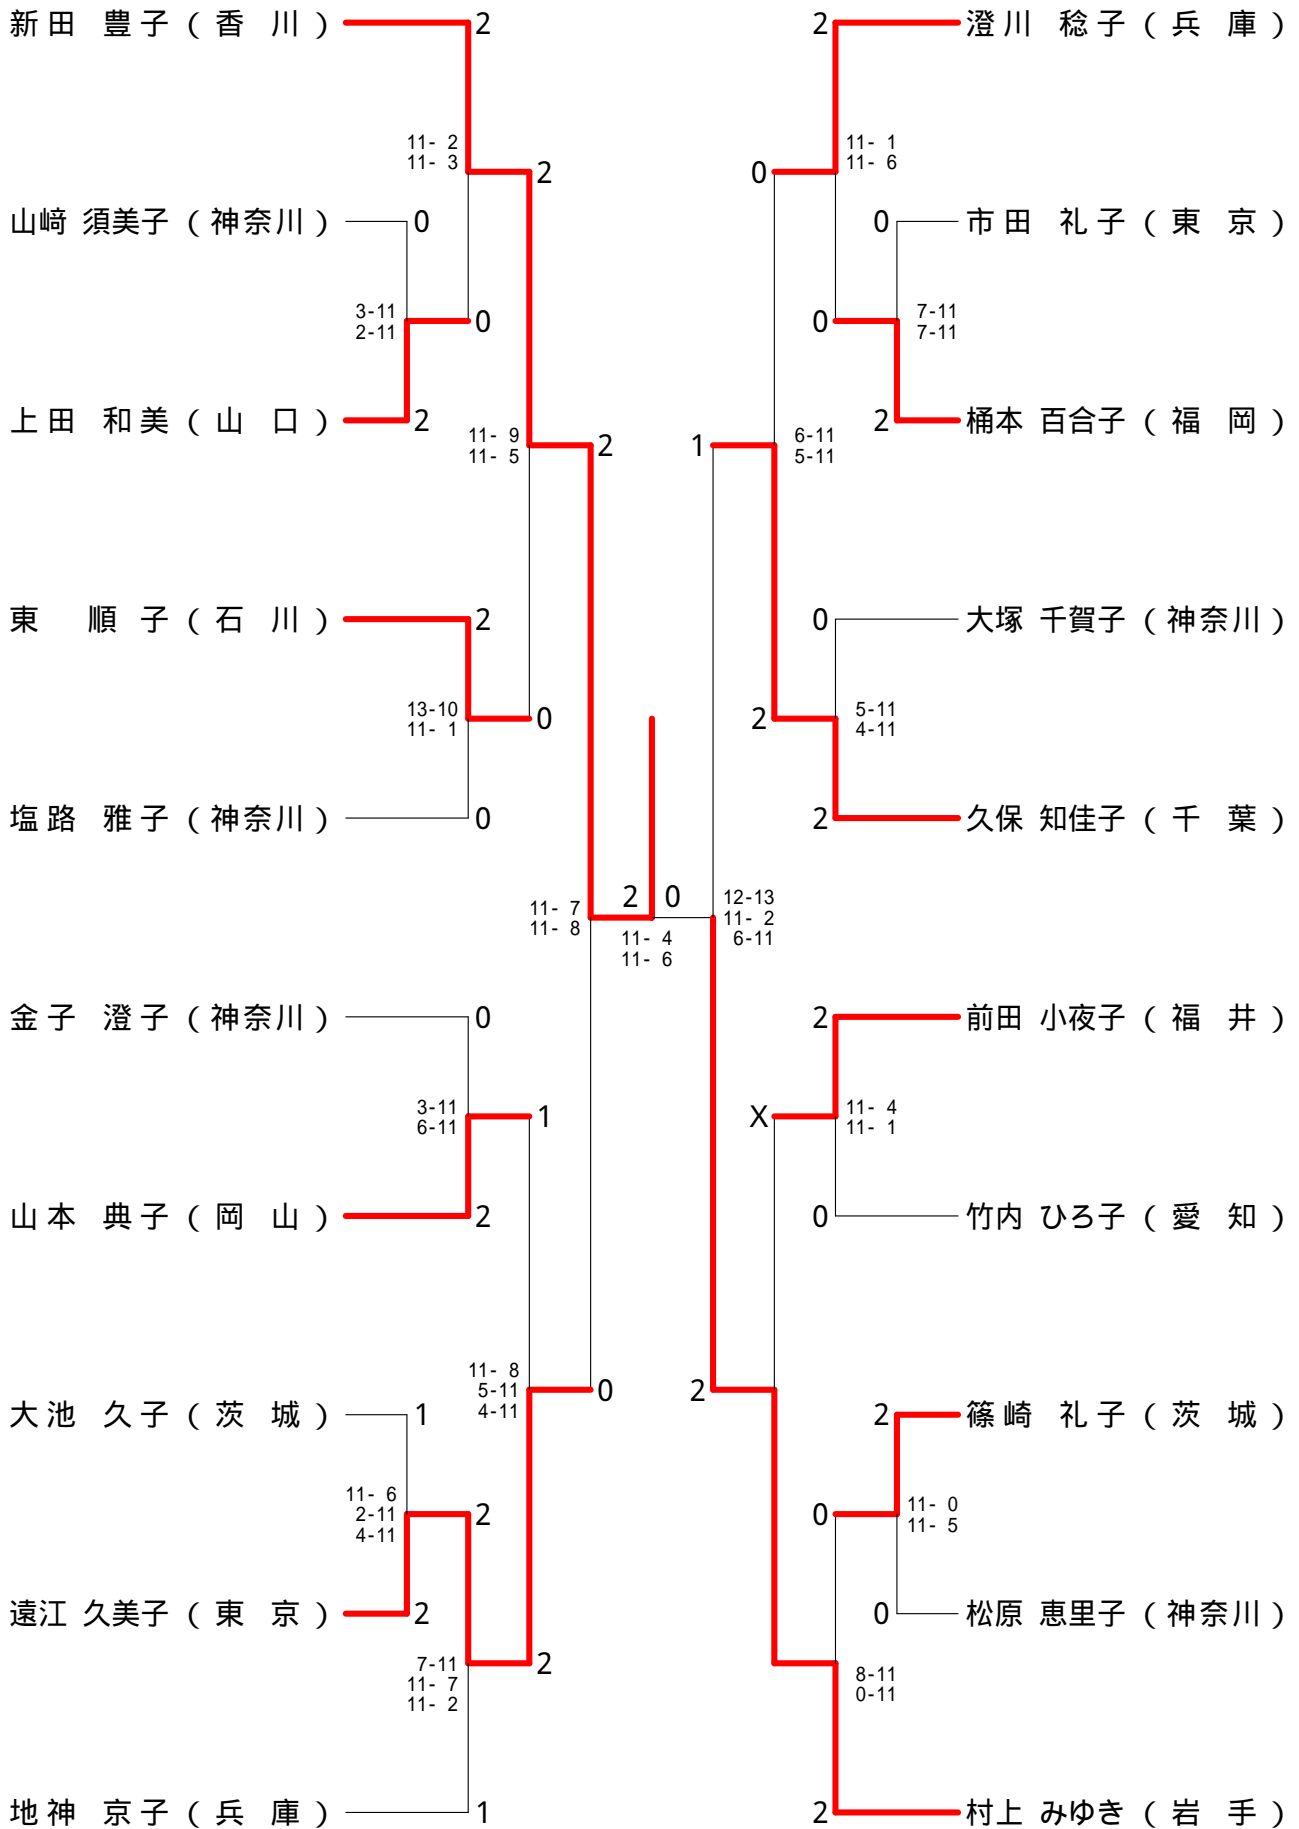 新田 豊子 ( 香 川 ) 2
2 澄川 稔子 ( 兵 庫 )
11- 2
11- 3
2
0
11- 1
11- 6
山﨑 須美子 ( 神奈川 ) 0
0 市田 礼子 ( 東 京 )
3-11
2-11
0
0
7-11
7-11
上田 和美 ( 山 口 ) 2
2 桶本 百合子 ( 福 岡 )
11- 9
11- 5
2
1
6-11
5-11
東 順子 ( 石 川 ) 2
0 大塚 千賀子 ( 神奈川 )
13-10
11- 1
0
2
5-11
4-11
塩路 雅子 ( 神奈川 ) 0
2 久保 知佳子 ( 千 葉 )
11- 7
11- 8
2 0
11- 4
11- 6
12-13
11- 2
6-11
金子 澄子 ( 神奈川 ) 0
2 前田 小夜子 ( 福 井 )
3-11
6-11
1
X
11- 4
11- 1
山本 典子 ( 岡 山 ) 2
0 竹内 ひろ子 ( 愛 知 )
11- 8
5-11
4-11
0
2
大池 久子 ( 茨 城 ) 1
2 篠崎 礼子 ( 茨 城 )
11- 6
2-11
4-11
2
0
11- 0
11- 5
遠江 久美子 ( 東 京 ) 2
0 松原 恵里子 ( 神奈川 )
7-11
11- 7
11- 2
2
8-11
0-11
地神 京子 ( 兵 庫 ) 1
2 村上 みゆき ( 岩 手 )